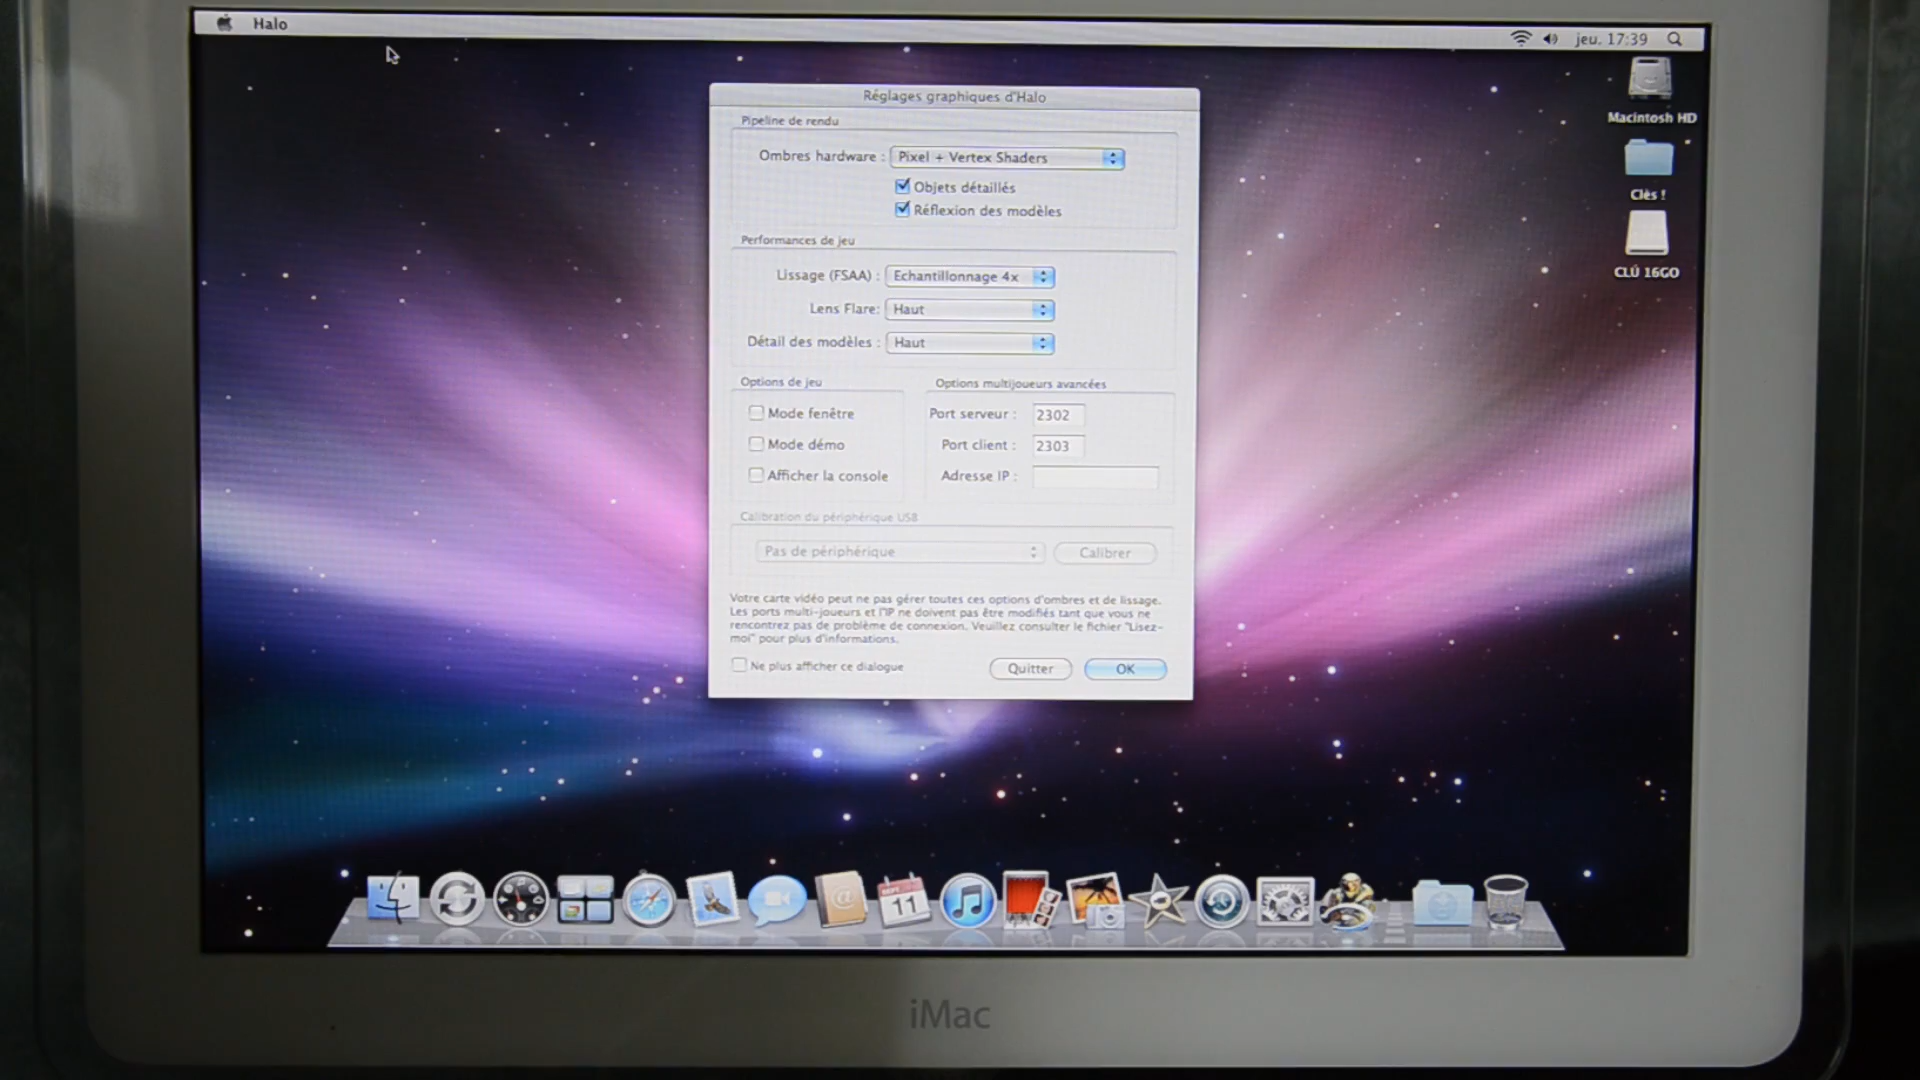 Halo
jeu. 17:39
Macintosh HD
Clès !
CLÚ 16GO
Réglages graphiques d'Halo
Pipeline de rendu
Ombres hardware : Pixel + Vertex Shaders
Objets détaillés
Réflexion des modèles
Performances de jeu
Lissage (FSAA) : Echantillonnage 4x
Lens Flare: Haut
Détail des modèles : Haut
Options de jeu
Mode fenêtre
Mode démo
Afficher la console
Options multijoueurs avancées
Port serveur : 2302
Port client : 2303
Adresse IP :
Calibration du périphérique USB
Pas de périphérique
Calibrer
Votre carte vidéo peut ne pas gérer toutes ces options d'ombres et de lissage.
Les ports multi-joueurs et l'IP ne doivent pas être modifiés tant que vous ne
rencontrez pas de problème de connexion. Veuillez consulter le fichier "Lisez-
moi" pour plus d'informations.
Ne plus afficher ce dialogue
Quitter
OK
11
iMac